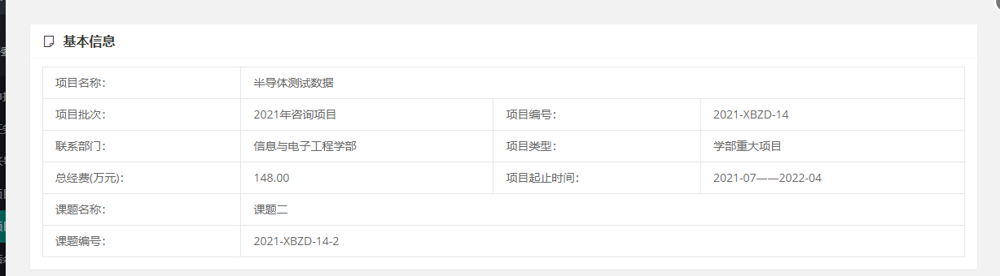 基本信息
项目名称: 半导体测试数据
项目批次: 2021年咨询项目 项目编号: 2021-XBZD-14
联系部门: 信息与电子工程学部 项目类型: 学部重大项目
总经费(万元): 148.00 项目起止时间: 2021-07——2022-04
课题名称: 课题二
课题编号: 2021-XBZD-14-2